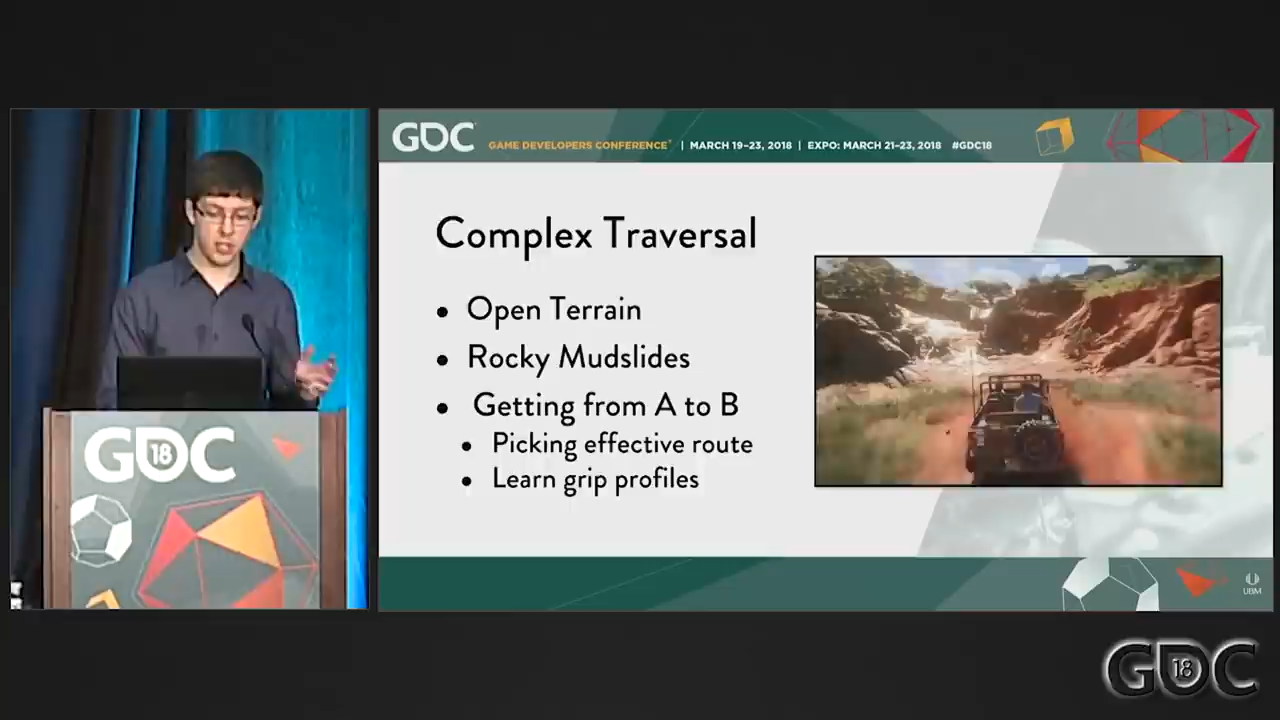 GDC
GAME DEVELOPERS CONFERENCE® | MARCH 19–23, 2018 | EXPO: MARCH 21–23, 2018 #GDC18
Complex Traversal
• Open Terrain
• Rocky Mudslides
• Getting from A to B
• Picking effective route
• Learn grip profiles
GDC
18
UBM
GDC
18